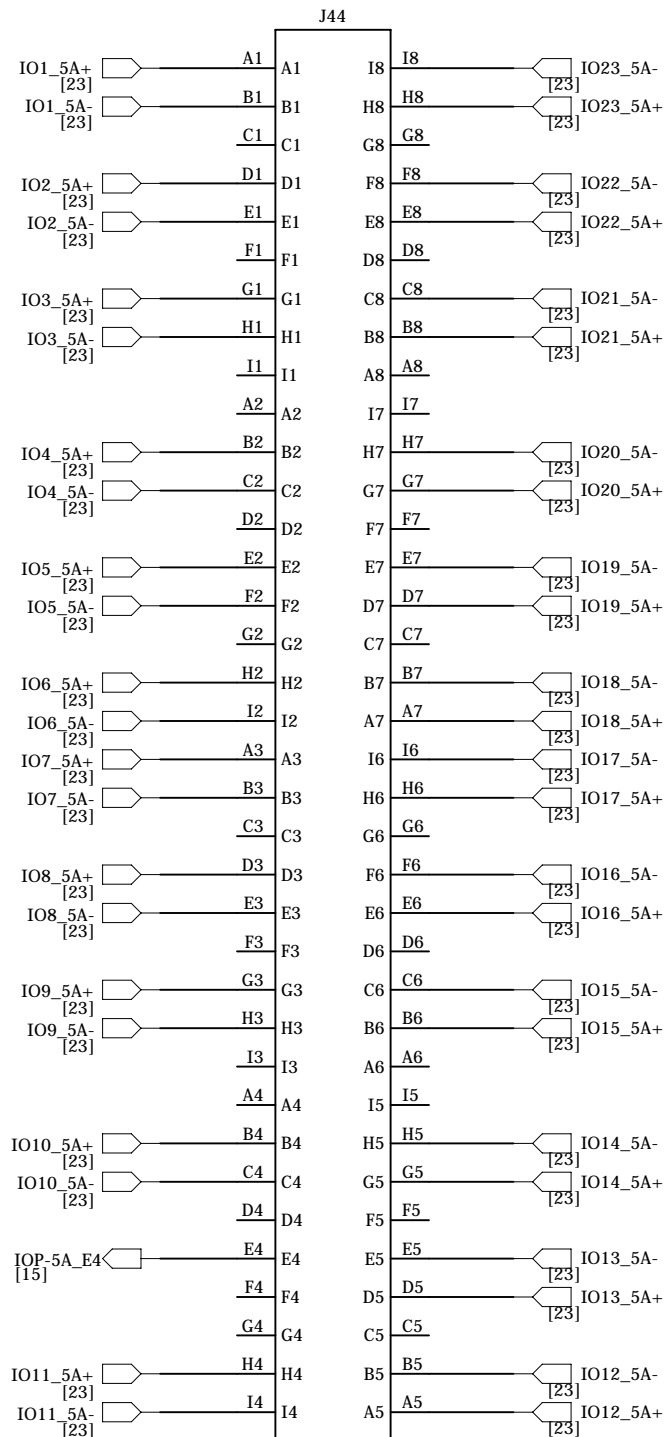 J44
IO1_5A+ [23] A1 A1 I8 I8 IO23_5A- [23]
IO1_5A- [23] B1 B1 H8 H8 IO23_5A+ [23]
C1 C1 G8 G8
IO2_5A+ [23] D1 D1 F8 F8 IO22_5A- [23]
IO2_5A- [23] E1 E1 E8 E8 IO22_5A+ [23]
F1 F1 D8 D8
IO3_5A+ [23] G1 G1 C8 C8 IO21_5A- [23]
IO3_5A- [23] H1 H1 B8 B8 IO21_5A+ [23]
I1 I1 A8 A8
A2 A2 I7 I7
IO4_5A+ [23] B2 B2 H7 H7 IO20_5A- [23]
IO4_5A- [23] C2 C2 G7 G7 IO20_5A+ [23]
D2 D2 F7 F7
IO5_5A+ [23] E2 E2 E7 E7 IO19_5A- [23]
IO5_5A- [23] F2 F2 D7 D7 IO19_5A+ [23]
G2 G2 C7 C7
IO6_5A+ [23] H2 H2 B7 B7 IO18_5A- [23]
IO6_5A- [23] I2 I2 A7 A7 IO18_5A+ [23]
IO7_5A+ [23] A3 A3 I6 I6 IO17_5A- [23]
IO7_5A- [23] B3 B3 H6 H6 IO17_5A+ [23]
C3 C3 G6 G6
IO8_5A+ [23] D3 D3 F6 F6 IO16_5A- [23]
IO8_5A- [23] E3 E3 E6 E6 IO16_5A+ [23]
F3 F3 D6 D6
IO9_5A+ [23] G3 G3 C6 C6 IO15_5A- [23]
IO9_5A- [23] H3 H3 B6 B6 IO15_5A+ [23]
I3 I3 A6 A6
A4 A4 I5 I5
IO10_5A+ [23] B4 B4 H5 H5 IO14_5A- [23]
IO10_5A- [23] C4 C4 G5 G5 IO14_5A+ [23]
D4 D4 F5 F5
IOP-5A_E4 [15] E4 E4 E5 E5 IO13_5A- [23]
F4 F4 D5 D5 IO13_5A+ [23]
G4 G4 C5 C5
IO11_5A+ [23] H4 H4 B5 B5 IO12_5A- [23]
IO11_5A- [23] I4 I4 A5 A5 IO12_5A+ [23]